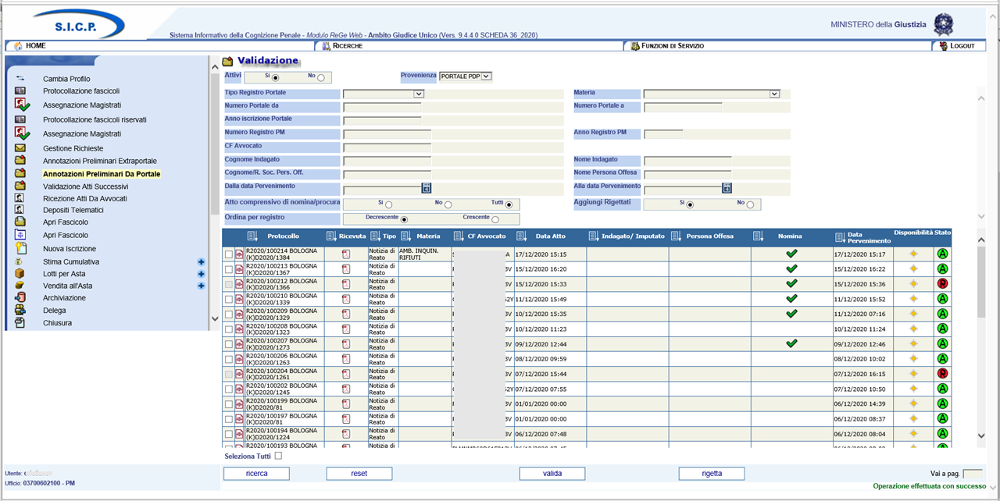 S.I.C.P.
Sistema Informativo della Cognizione Penale - Modulo ReGe Web - Ambito Giudice Unico (Vers. 9.4.4.0 SCHEDA 36_2020)
MINISTERO della Giustizia
HOME
RICERCHE
FUNZIONI DI SERVIZIO
LOGOUT
Cambia Profilo
Protocollazione fascicoli
Assegnazione Magistrati
Protocollazione fascicoli riservati
Assegnazione Magistrati
Gestione Richieste
Annotazioni Preliminari Extraportale
Annotazioni Preliminari Da Portale
Validazione Atti Successivi
Ricezione Atti Da Avvocati
Depositi Telematici
Apri Fascicolo
Apri Fascicolo
Nuova Iscrizione
Stima Cumulativa
Lotti per Asta
Vendita all'Asta
Archiviazione
Delega
Chiusura
Validazione
Attivi Si No Provenienza PORTALE PDP
Tipo Registro Portale Materia
Numero Portale da Numero Portale a
Anno iscrizione Portale
Numero Registro PM Anno Registro PM
CF Avvocato
Cognome Indagato Nome Indagato
Cognome/R. Soc. Pers. Off. Nome Persona Offesa
Dalla data Pervenimento Alla data Pervenimento
Atto comprensivo di nomina/procura Si No Tutti Aggiungi Rigettati Si No
Ordina per registro Decrescente Crescente
Protocollo Ricevuta Tipo Materia CF Avvocato Data Atto Indagato/ Imputato Persona Offesa Nomina Data Pervenimento Disponibilità Stato
R2020/100214 BOLOGNA (K)D2020/1384 Notizia di Reato AMB. INQUIN. RIFIUTI A 17/12/2020 15:15 17/12/2020 15:17 A
R2020/100213 BOLOGNA (K)D2020/1367 Notizia di Reato 3V 15/12/2020 16:20 15/12/2020 16:22 A
R2020/100212 BOLOGNA (K)D2020/1366 Notizia di Reato 3V 15/12/2020 15:33 15/12/2020 15:36 R
R2020/100210 BOLOGNA (K)D2020/1339 Notizia di Reato 52Y 11/12/2020 15:49 11/12/2020 15:52 A
R2020/100209 BOLOGNA (K)D2020/1329 Notizia di Reato 3V 10/12/2020 15:35 11/12/2020 07:16 A
R2020/100208 BOLOGNA (K)D2020/1323 Notizia di Reato 3V 10/12/2020 11:23 10/12/2020 11:24 A
R2020/100207 BOLOGNA (K)D2020/1273 Notizia di Reato 3V 09/12/2020 12:44 09/12/2020 12:46 A
R2020/100206 BOLOGNA (K)D2020/1263 Notizia di Reato 3V 08/12/2020 09:59 08/12/2020 10:02 A
R2020/100204 BOLOGNA (K)D2020/1261 Notizia di Reato 3V 07/12/2020 15:44 07/12/2020 16:15 R
R2020/100202 BOLOGNA (K)D2020/1245 Notizia di Reato 52Y 07/12/2020 07:55 07/12/2020 10:50 A
R2020/100199 BOLOGNA (K)D2020/81 Notizia di Reato 3V 01/01/2020 00:00 06/12/2020 14:39 A
R2020/100197 BOLOGNA (K)D2020/81 Notizia di Reato 3V 01/01/2020 00:00 06/12/2020 08:37 A
R2020/100194 BOLOGNA (K)D2020/1224 Notizia di Reato 3V 06/12/2020 07:48 06/12/2020 08:04 A
R2020/100193 BOLOGNA Notizia di
Seleziona Tutti
ricerca reset valida rigetta Vai a pag.
Utente:
Ufficio: 03700602100 - PM
Operazione effettuata con successo